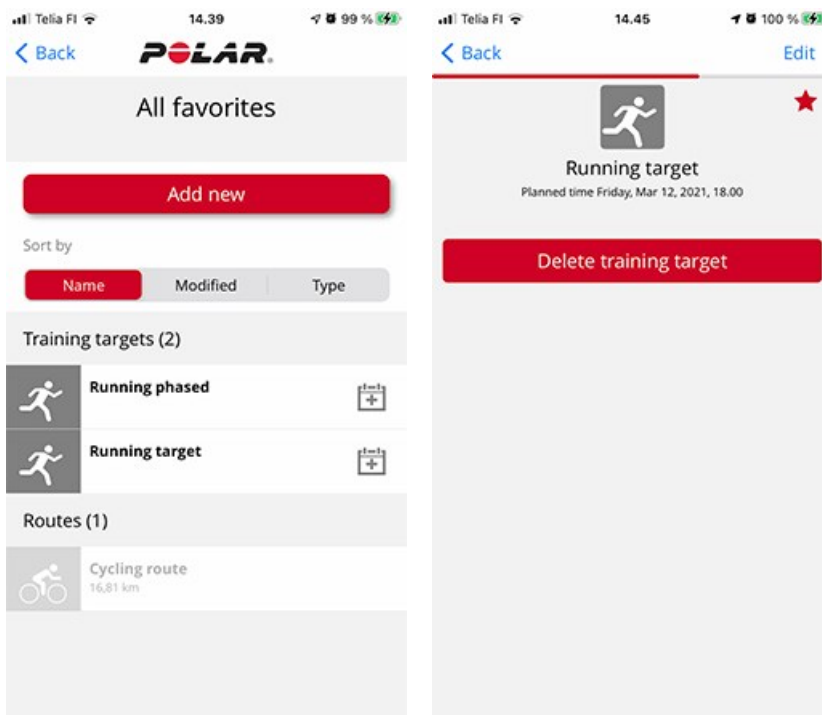 Telia FI 14.39 99 %
Back POLAR.
All favorites
Add new
Sort by
Name Modified Type
Training targets (2)
Running phased
Running target
Routes (1)
Cycling route
16,81 km
Telia FI 14.45 100 %
Back Edit
Running target
Planned time Friday, Mar 12, 2021, 18.00
Delete training target